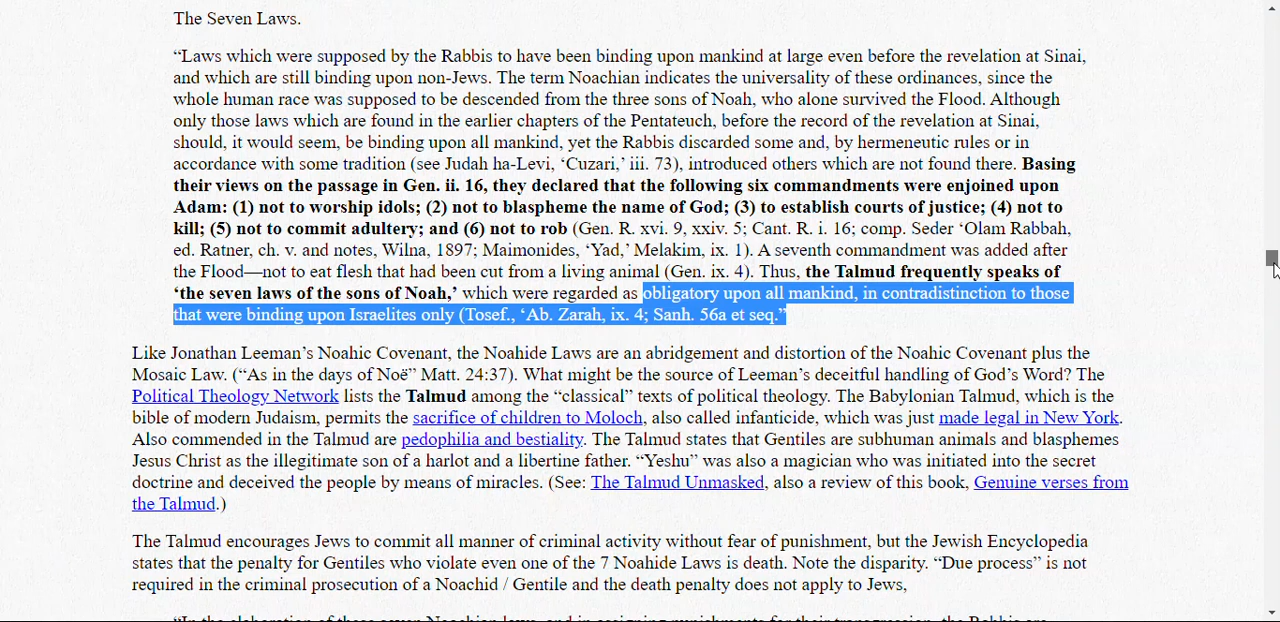 The Seven Laws.
“Laws which were supposed by the Rabbis to have been binding upon mankind at large even before the revelation at Sinai,
and which are still binding upon non-Jews. The term Noachian indicates the universality of these ordinances, since the
whole human race was supposed to be descended from the three sons of Noah, who alone survived the Flood. Although
only those laws which are found in the earlier chapters of the Pentateuch, before the record of the revelation at Sinai,
should, it would seem, be binding upon all mankind, yet the Rabbis discarded some and, by hermeneutic rules or in
accordance with some tradition (see Judah ha-Levi, ‘Cuzari,’ iii. 73), introduced others which are not found there. Basing
their views on the passage in Gen. ii. 16, they declared that the following six commandments were enjoined upon
Adam: (1) not to worship idols; (2) not to blaspheme the name of God; (3) to establish courts of justice; (4) not to
kill; (5) not to commit adultery; and (6) not to rob (Gen. R. xvi. 9, xxiv. 5; Cant. R. i. 16; comp. Seder ‘Olam Rabbah,
ed. Ratner, ch. v. and notes, Wilna, 1897; Maimonides, ‘Yad,’ Melakim, ix. 1). A seventh commandment was added after
the Flood—not to eat flesh that had been cut from a living animal (Gen. ix. 4). Thus, the Talmud frequently speaks of
‘the seven laws of the sons of Noah,’ which were regarded as obligatory upon all mankind, in contradistinction to those
that were binding upon Israelites only (Tosef., ‘Ab. Zarah, ix. 4; Sanh. 56a et seq.”
Like Jonathan Leeman’s Noahic Covenant, the Noahide Laws are an abridgement and distortion of the Noahic Covenant plus the
Mosaic Law. (“As in the days of Noë” Matt. 24:37). What might be the source of Leeman’s deceitful handling of God’s Word? The
Political Theology Network lists the Talmud among the “classical” texts of political theology. The Babylonian Talmud, which is the
bible of modern Judaism, permits the sacrifice of children to Moloch, also called infanticide, which was just made legal in New York.
Also commended in the Talmud are pedophilia and bestiality. The Talmud states that Gentiles are subhuman animals and blasphemes
Jesus Christ as the illegitimate son of a harlot and a libertine father. “Yeshu” was also a magician who was initiated into the secret
doctrine and deceived the people by means of miracles. (See: The Talmud Unmasked, also a review of this book, Genuine verses from
the Talmud.)
The Talmud encourages Jews to commit all manner of criminal activity without fear of punishment, but the Jewish Encyclopedia
states that the penalty for Gentiles who violate even one of the 7 Noahide Laws is death. Note the disparity. “Due process” is not
required in the criminal prosecution of a Noachid / Gentile and the death penalty does not apply to Jews,
“In the elaboration of these seven Noachian laws, and in assigning punishments for their transgression, the Rabbis are